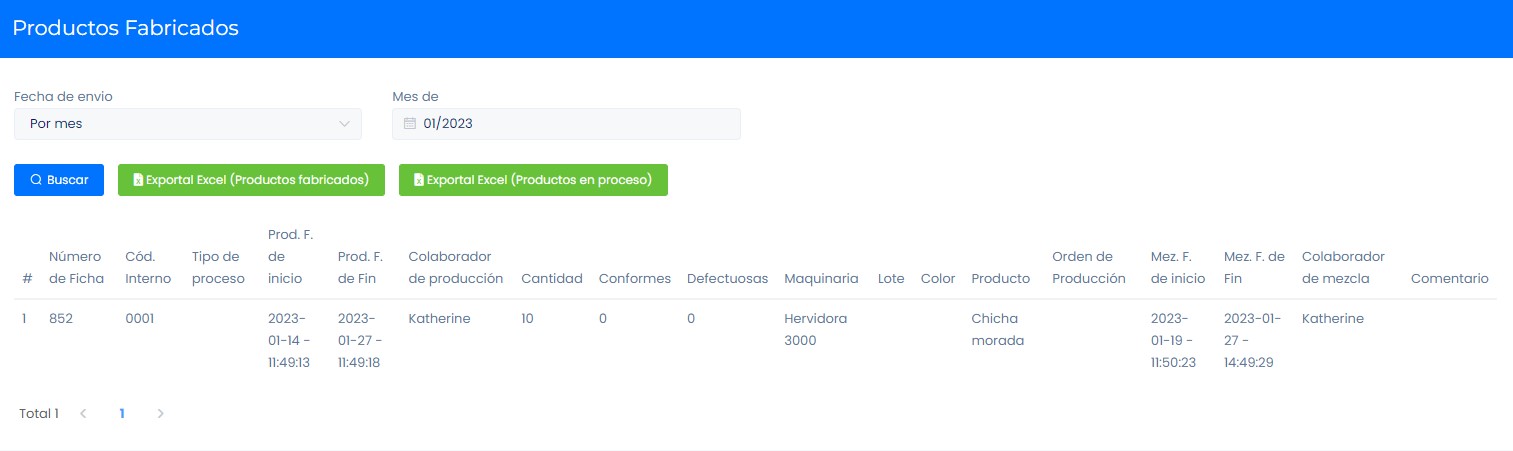 Productos Fabricados
Fecha de envio
Mes de
Por mes
01/2023
Buscar
Exportal Excel (Productos fabricados)
Exportal Excel (Productos en proceso)
#
Número
de Ficha
Cód.
Interno
Tipo de
proceso
Prod. F.
de
inicio
Prod. F.
de Fin
Colaborador
de producción
Cantidad
Conformes
Defectuosas
Maquinaria
Lote
Color
Producto
Orden de
Producción
Mez. F.
de inicio
Mez. F. de
Fin
Colaborador
de mezcla
Comentario
1
852
0001
2023-
01-14 -
11:49:13
2023-
01-27 -
11:49:18
Katherine
10
0
0
Hervidora
3000
Chicha
morada
2023-
01-19 -
11:50:23
2023-01-
27 -
14:49:29
Katherine
Total 1
1